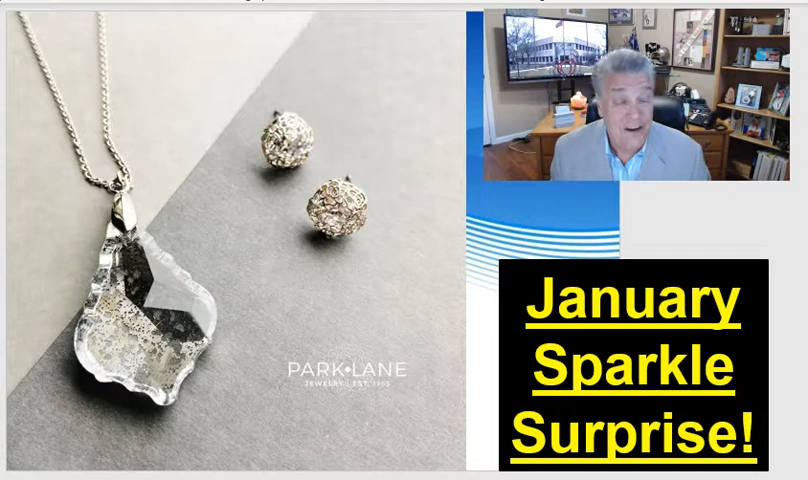 PARK LANE
JEWELRY | EST. 1955
January
Sparkle
Surprise!